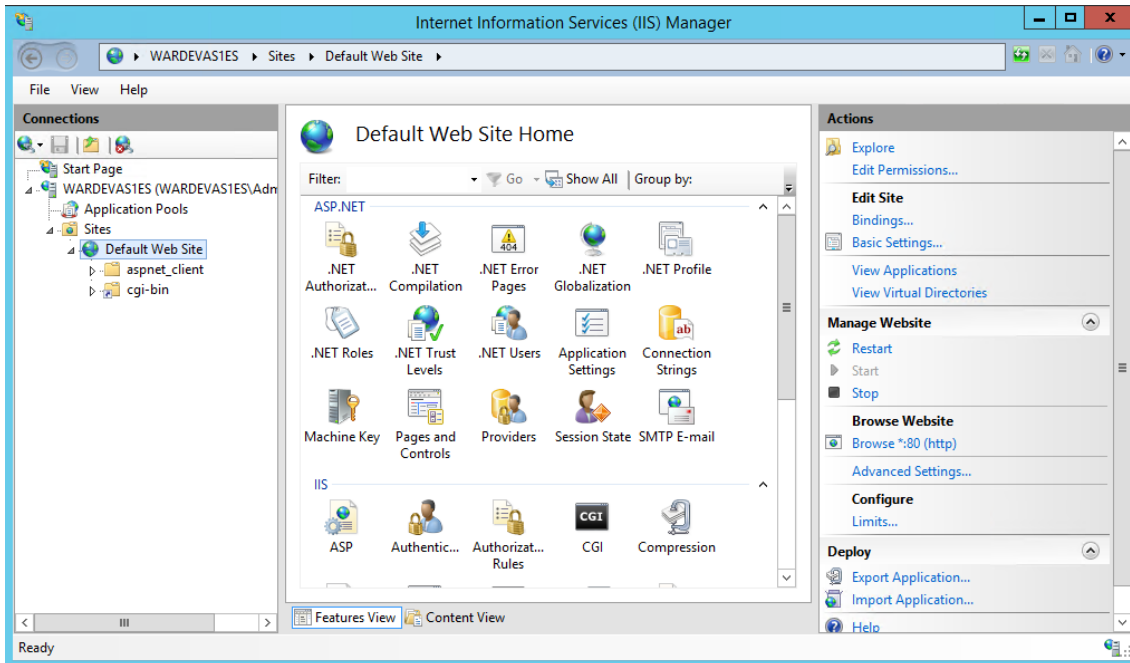 Internet Information Services (IIS) Manager
WARDEVAS1ES Sites Default Web Site
File View Help
Connections
Start Page
WARDEVAS1ES (WARDEVAS1ES\Adm
Application Pools
Sites
Default Web Site
aspnet_client
cgi-bin
Default Web Site Home
Filter: Go Show All Group by:
ASP.NET
.NET Authorizat...
.NET Compilation
404
.NET Error Pages
.NET Globalization
.NET Profile
.NET Roles
.NET Trust Levels
.NET Users
Application Settings
ab
Connection Strings
Machine Key
Pages and Controls
Providers
Session State
SMTP E-mail
IIS
ASP
Authentic...
Authorizat... Rules
CGI
CGI
Compression
Features View Content View
Actions
Explore
Edit Permissions...
Edit Site
Bindings...
Basic Settings...
View Applications
View Virtual Directories
Manage Website
Restart
Start
Stop
Browse Website
Browse *:80 (http)
Advanced Settings...
Configure
Limits...
Deploy
Export Application...
Import Application...
Help
Ready